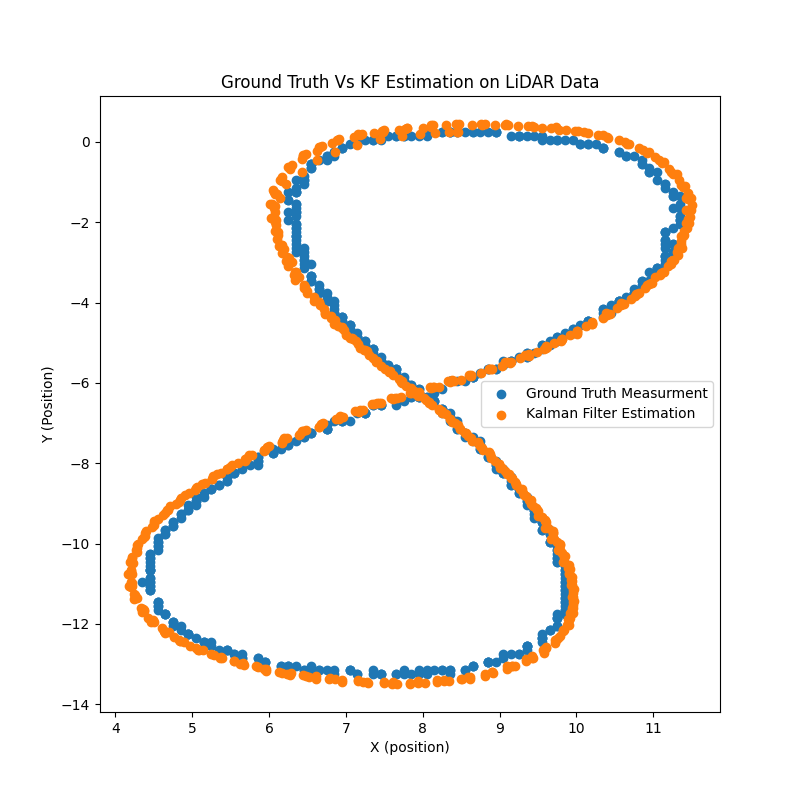 Ground Truth Vs KF Estimation on LiDAR Data
0
−2
−4
−6
−8
−10
−12
−14
Y (Position)
Ground Truth Measurment
Kalman Filter Estimation
4 5 6 7 8 9 10 11
X (position)